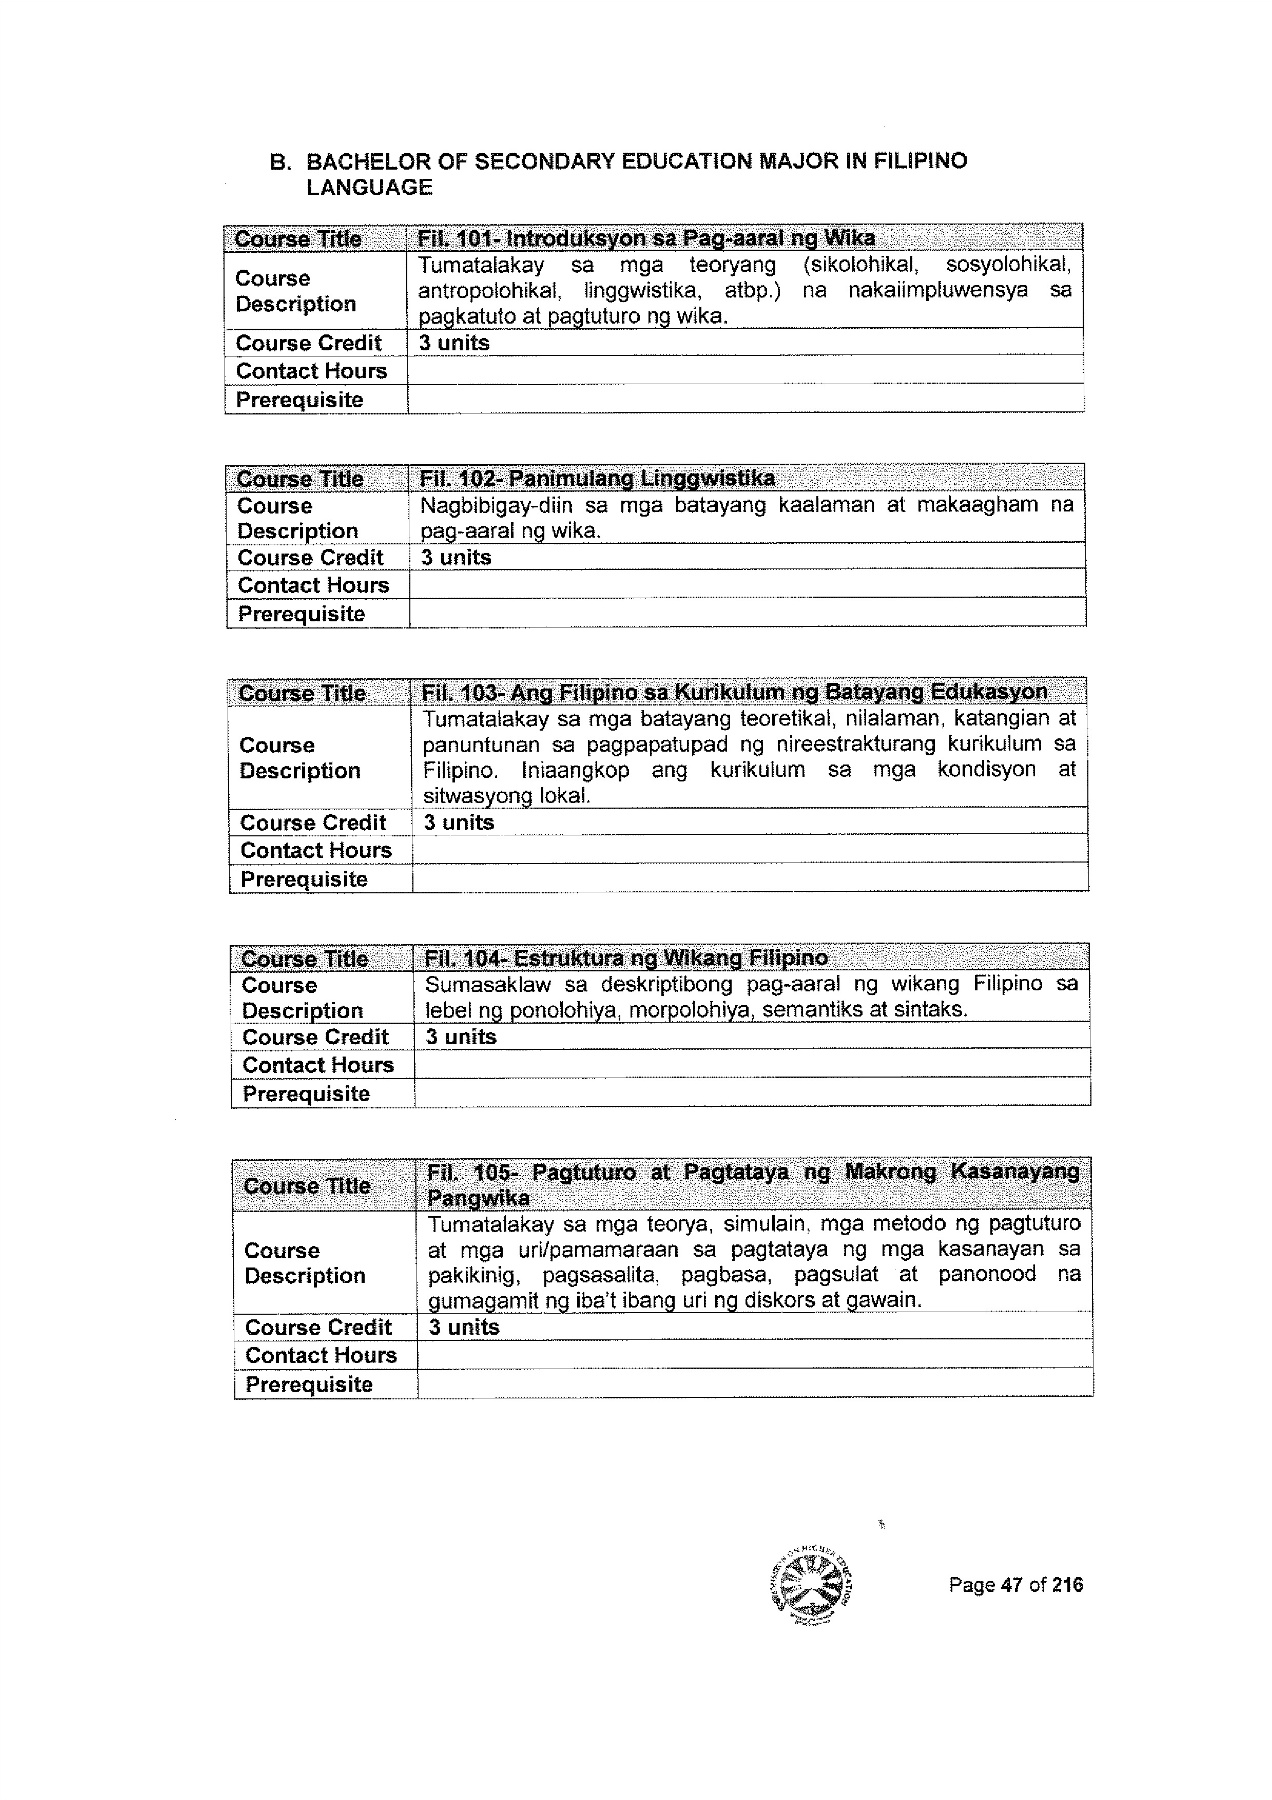 B. BACHELOR OF SECONDARY EDUCATION MAJOR IN FILIPINO
LANGUAGE
Course Title Fil. 101- Introduksyon sa Pag-aaral ng Wika
Course Description Tumatalakay sa mga teoryang (sikolohikal, sosyolohikal,
antropolohikal, linggwistika, atbp.) na nakaiimpluwensya sa
pagkatuto at pagtuturo ng wika.
Course Credit 3 units
Contact Hours
Prerequisite
Course Title Fil. 102- Panimulang Linggwistika
Course Nagbibigay-diin sa mga batayang kaalaman at makaagham na
Description pag-aaral ng wika.
Course Credit 3 units
Contact Hours
Prerequisite
Course Title Fil. 103- Ang Filipino sa Kurikulum ng Batayang Edukasyon
Tumatalakay sa mga batayang teoretikal, nilalaman, katangian at
Course panuntunan sa pagpapatupad ng nireestrakturang kurikulum sa
Description Filipino. Iniaangkop ang kurikulum sa mga kondisyon at
sitwasyong lokal.
Course Credit 3 units
Contact Hours
Prerequisite
Course Title Fil. 104- Estruktura ng Wikang Filipino
Course Sumasaklaw sa deskriptibong pag-aaral ng wikang Filipino sa
Description lebel ng ponolohiya, morpolohiya, semantiks at sintaks.
Course Credit 3 units
Contact Hours
Prerequisite
Course Title Fil. 105- Pagtuturo at Pagtataya ng Makrong Kasanayang
Pangwika
Tumatalakay sa mga teorya, simulain, mga metodo ng pagtuturo
Course at mga uri/pamamaraan sa pagtataya ng mga kasanayan sa
Description pakikinig, pagsasalita, pagbasa, pagsulat at panonood na
gumagamit ng iba't ibang uri ng diskors at gawain.
Course Credit 3 units
Contact Hours
Prerequisite
ON HIGHER EDUCATION
Page 47 of 216